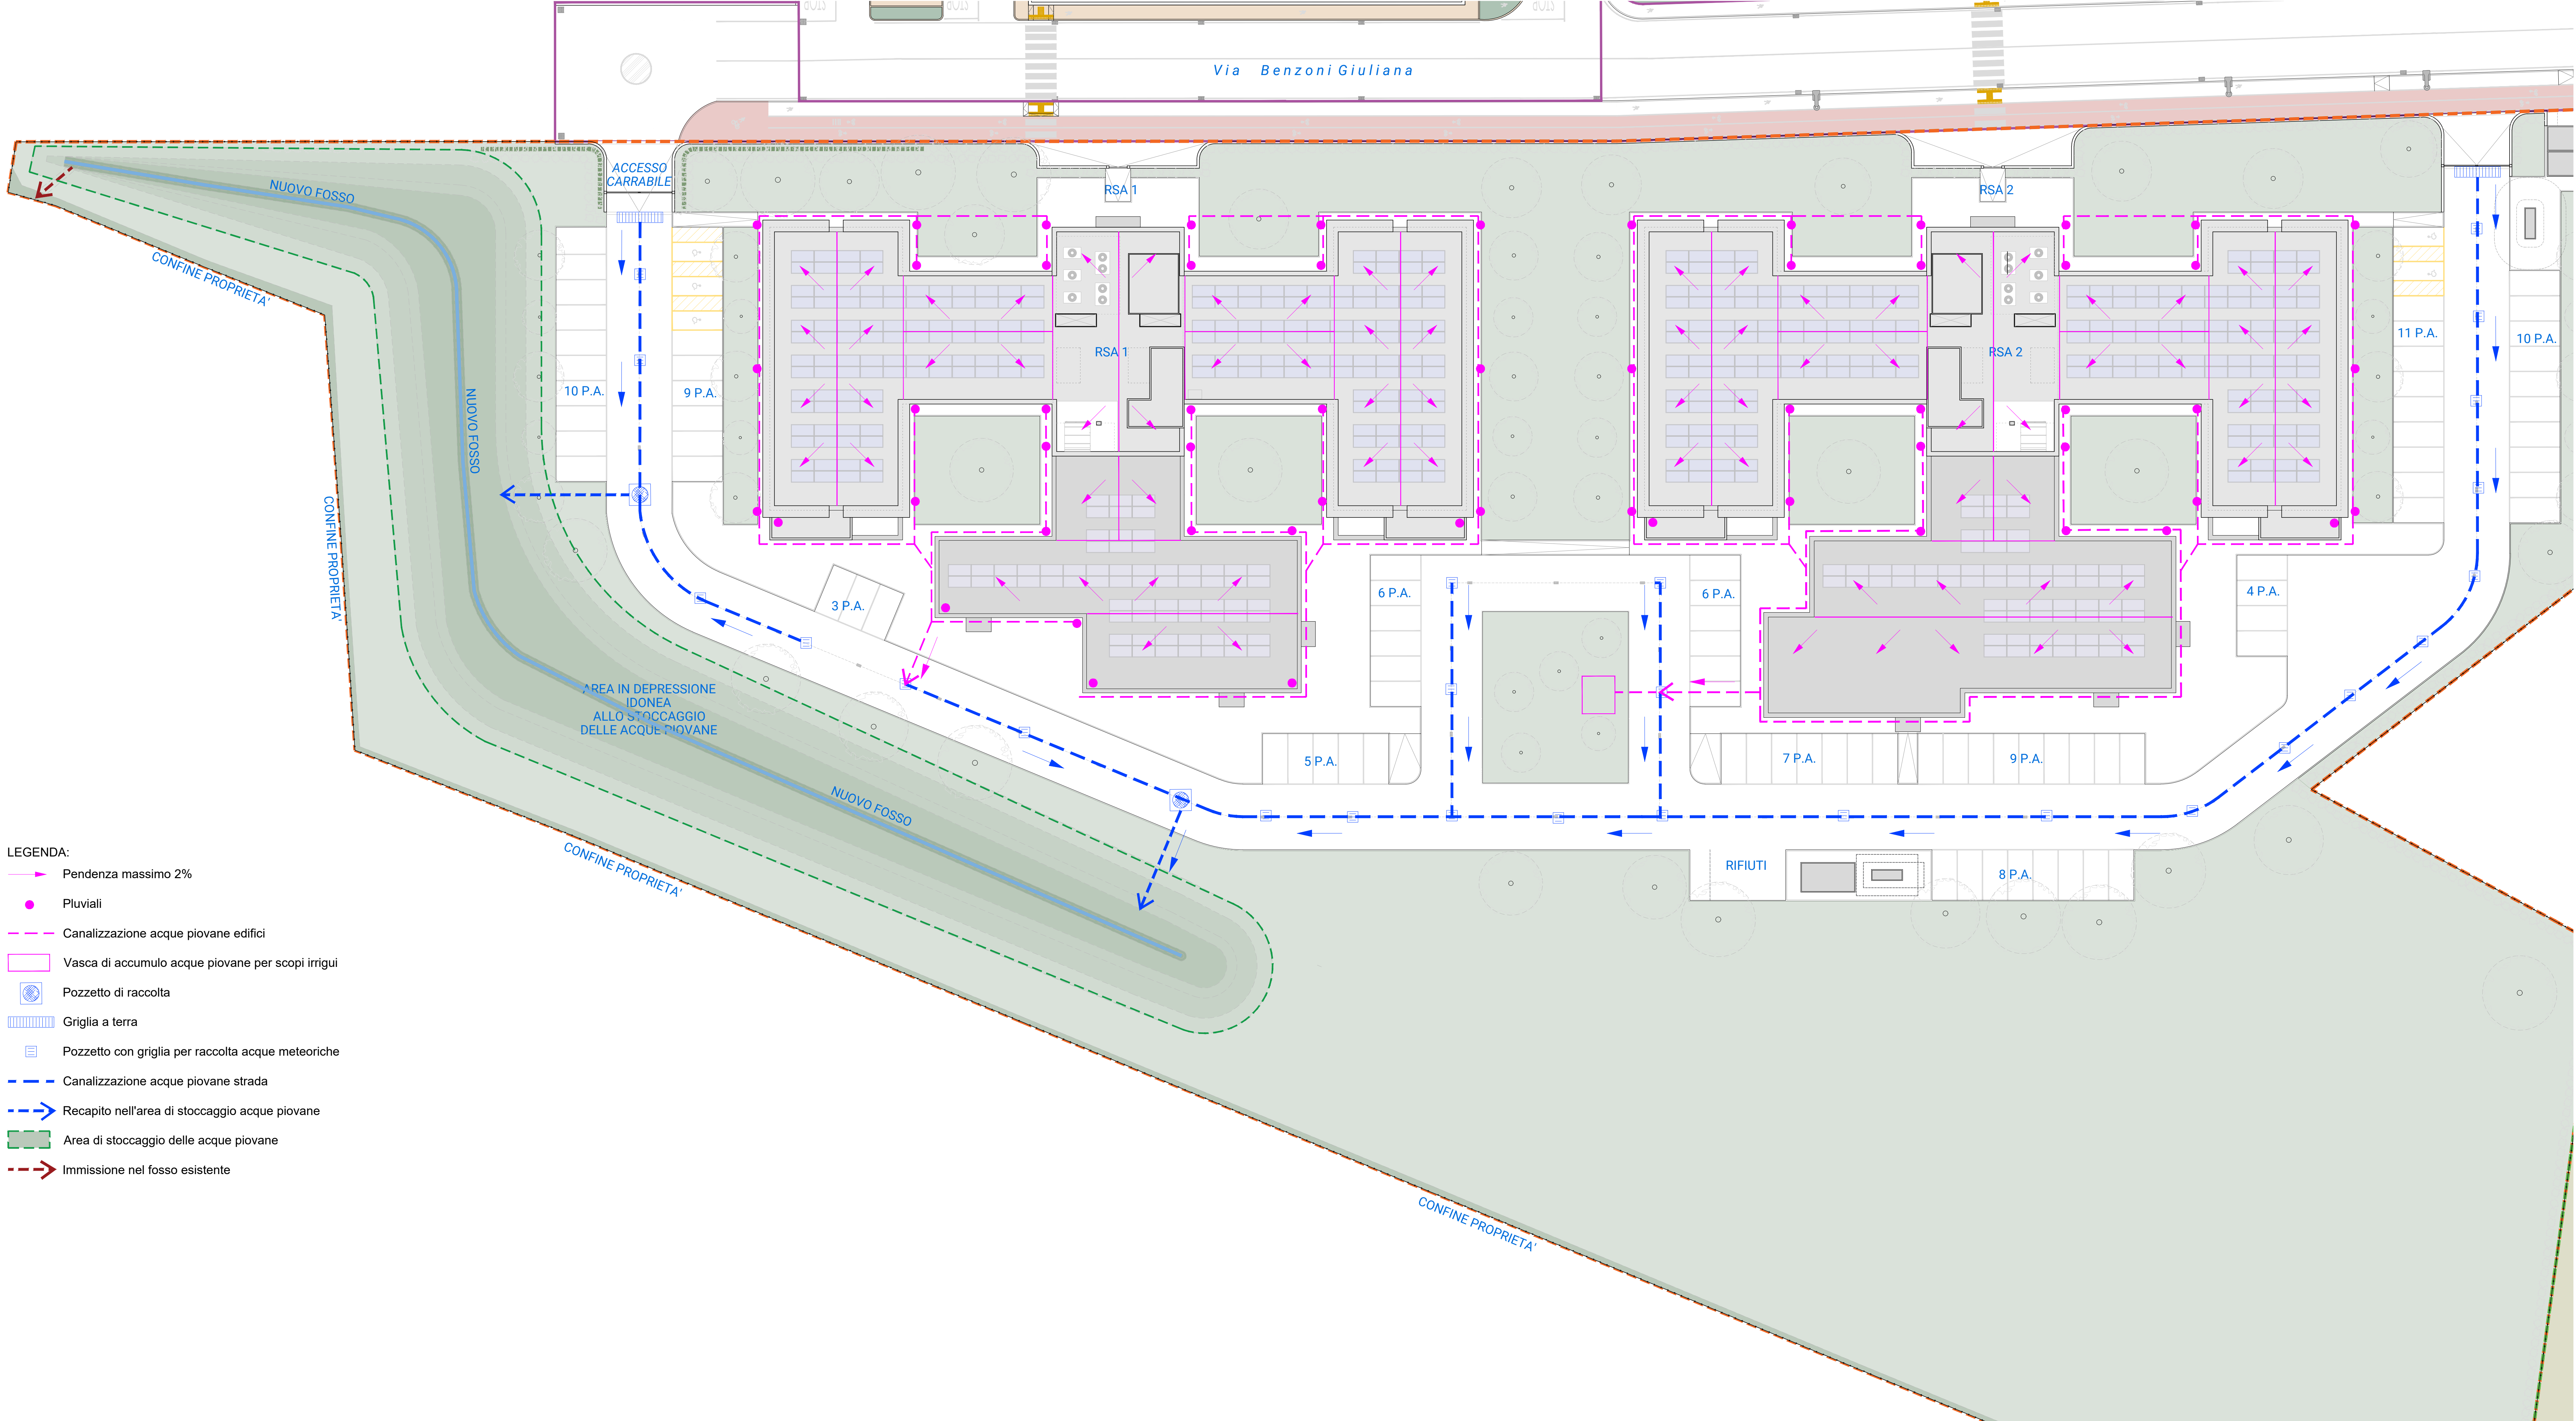 Via Benzoni Giuliana
ACCESSO
CARRABILE
RSA 1
RSA 2
NUOVO FOSSO
CONFINE PROPRIETA'
RSA 1
RSA 2
11 P.A.
10 P.A.
10 P.A.
9 P.A.
NUOVO FOSSO
CONFINE PROPRIETA'
3 P.A.
6 P.A.
6 P.A.
4 P.A.
AREA IN DEPRESSIONE
IDONEA
ALLO STOCCAGGIO
DELLE ACQUE PIOVANE
5 P.A.
7 P.A.
9 P.A.
NUOVO FOSSO
CONFINE PROPRIETA'
RIFIUTI
8 P.A.
CONFINE PROPRIETA'
LEGENDA:
Pendenza massimo 2%
Pluviali
Canalizzazione acque piovane edifici
Vasca di accumulo acque piovane per scopi irrigui
Pozzetto di raccolta
Griglia a terra
Pozzetto con griglia per raccolta acque meteoriche
Canalizzazione acque piovane strada
Recapito nell'area di stoccaggio acque piovane
Area di stoccaggio delle acque piovane
Immissione nel fosso esistente